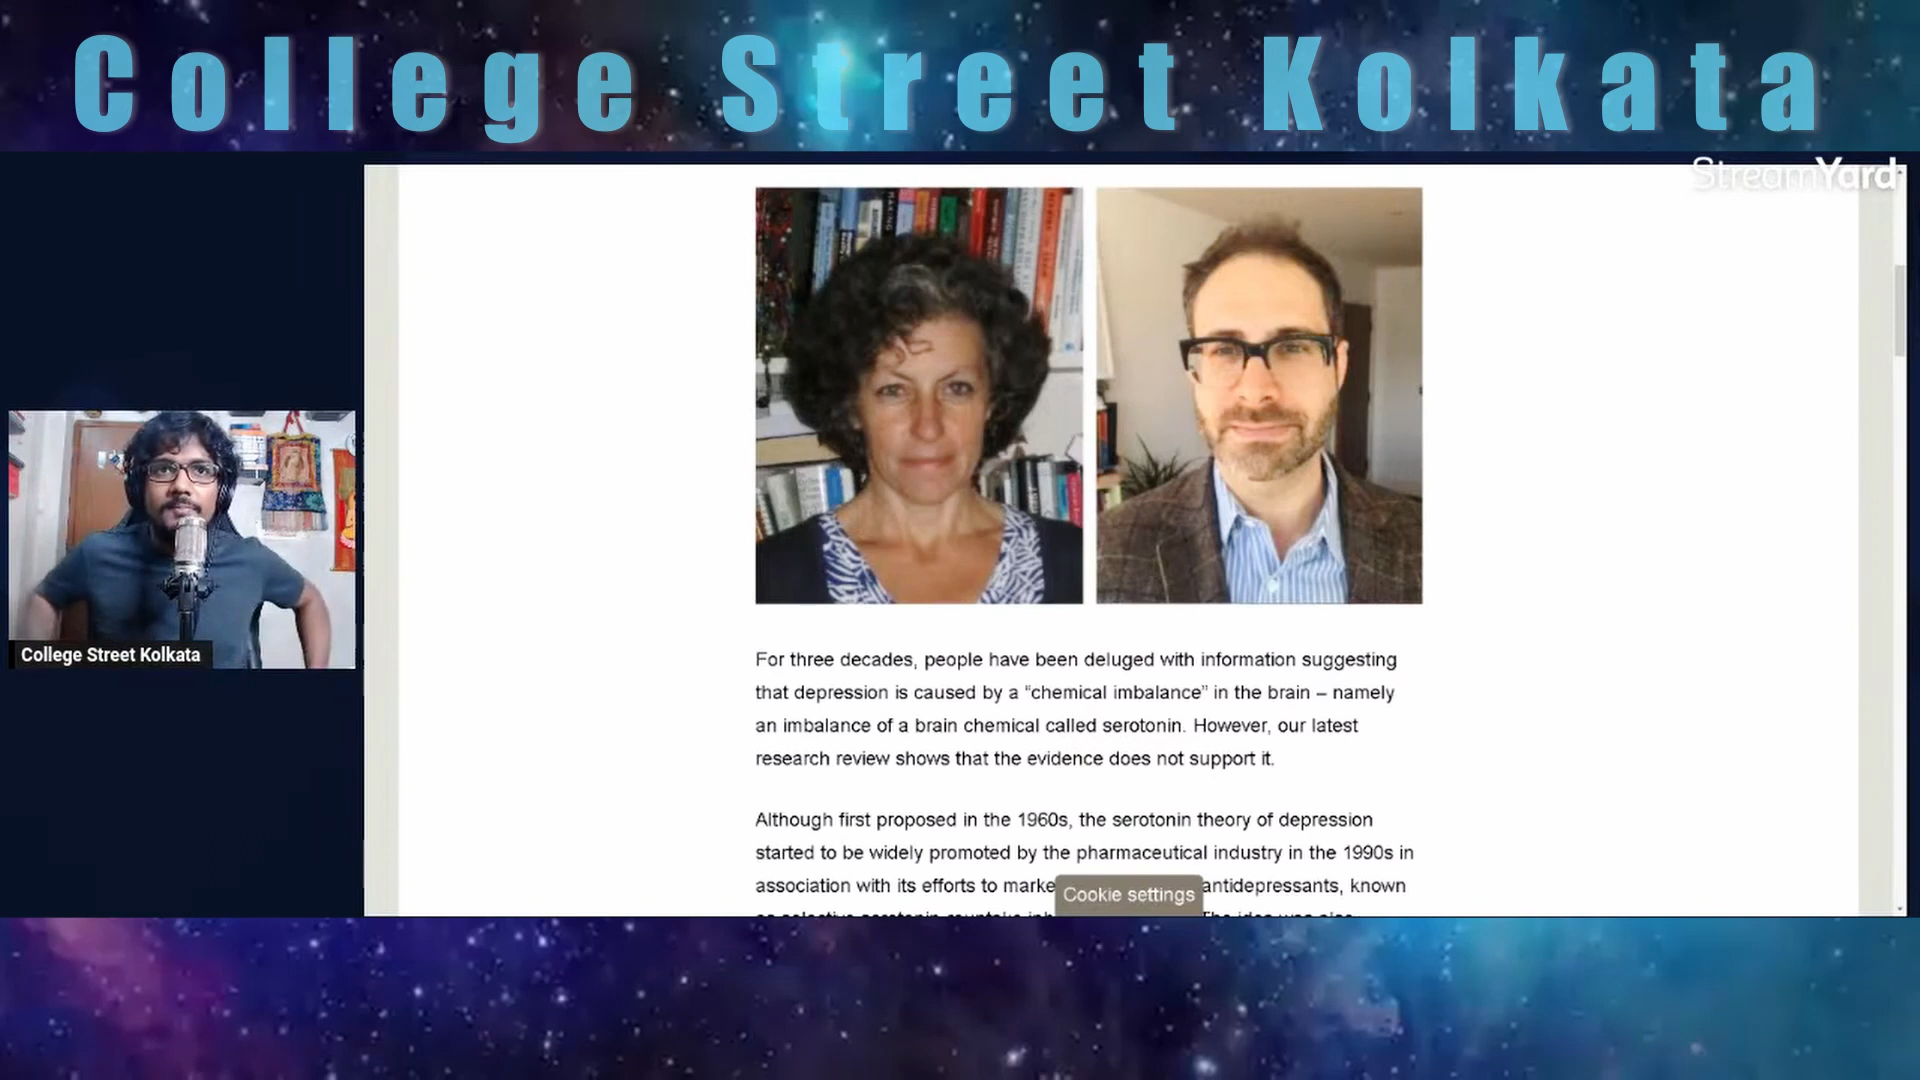 College Street Kolkata
StreamYard
College Street Kolkata
For three decades, people have been deluged with information suggesting
that depression is caused by a “chemical imbalance” in the brain – namely
an imbalance of a brain chemical called serotonin. However, our latest
research review shows that the evidence does not support it.
Although first proposed in the 1960s, the serotonin theory of depression
started to be widely promoted by the pharmaceutical industry in the 1990s in
association with its efforts to marke antidepressants, known
Cookie settings